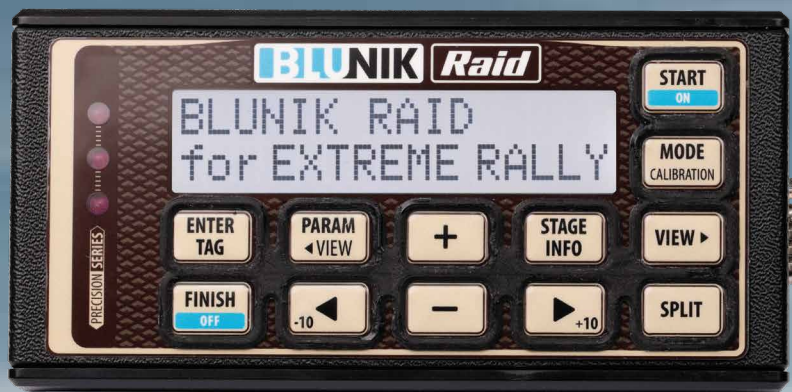 BLUNIK Raid
BLUNIK RAID
for EXTREME RALLY
START
ON
MODE
CALIBRATION
ENTER
TAG
PARAM
◄VIEW
+
STAGE
INFO
VIEW ►
FINISH
OFF
◄
-10
−
►
+10
SPLIT
PRECISION SERIES